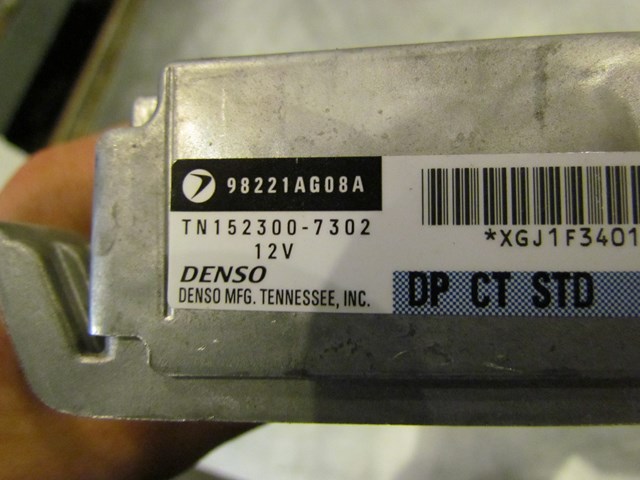 98221AG08A
TN152300-7302
12V
DENSO
DENSO MFG. TENNESSEE, INC.
*XGJ1F3401
DP CT STD